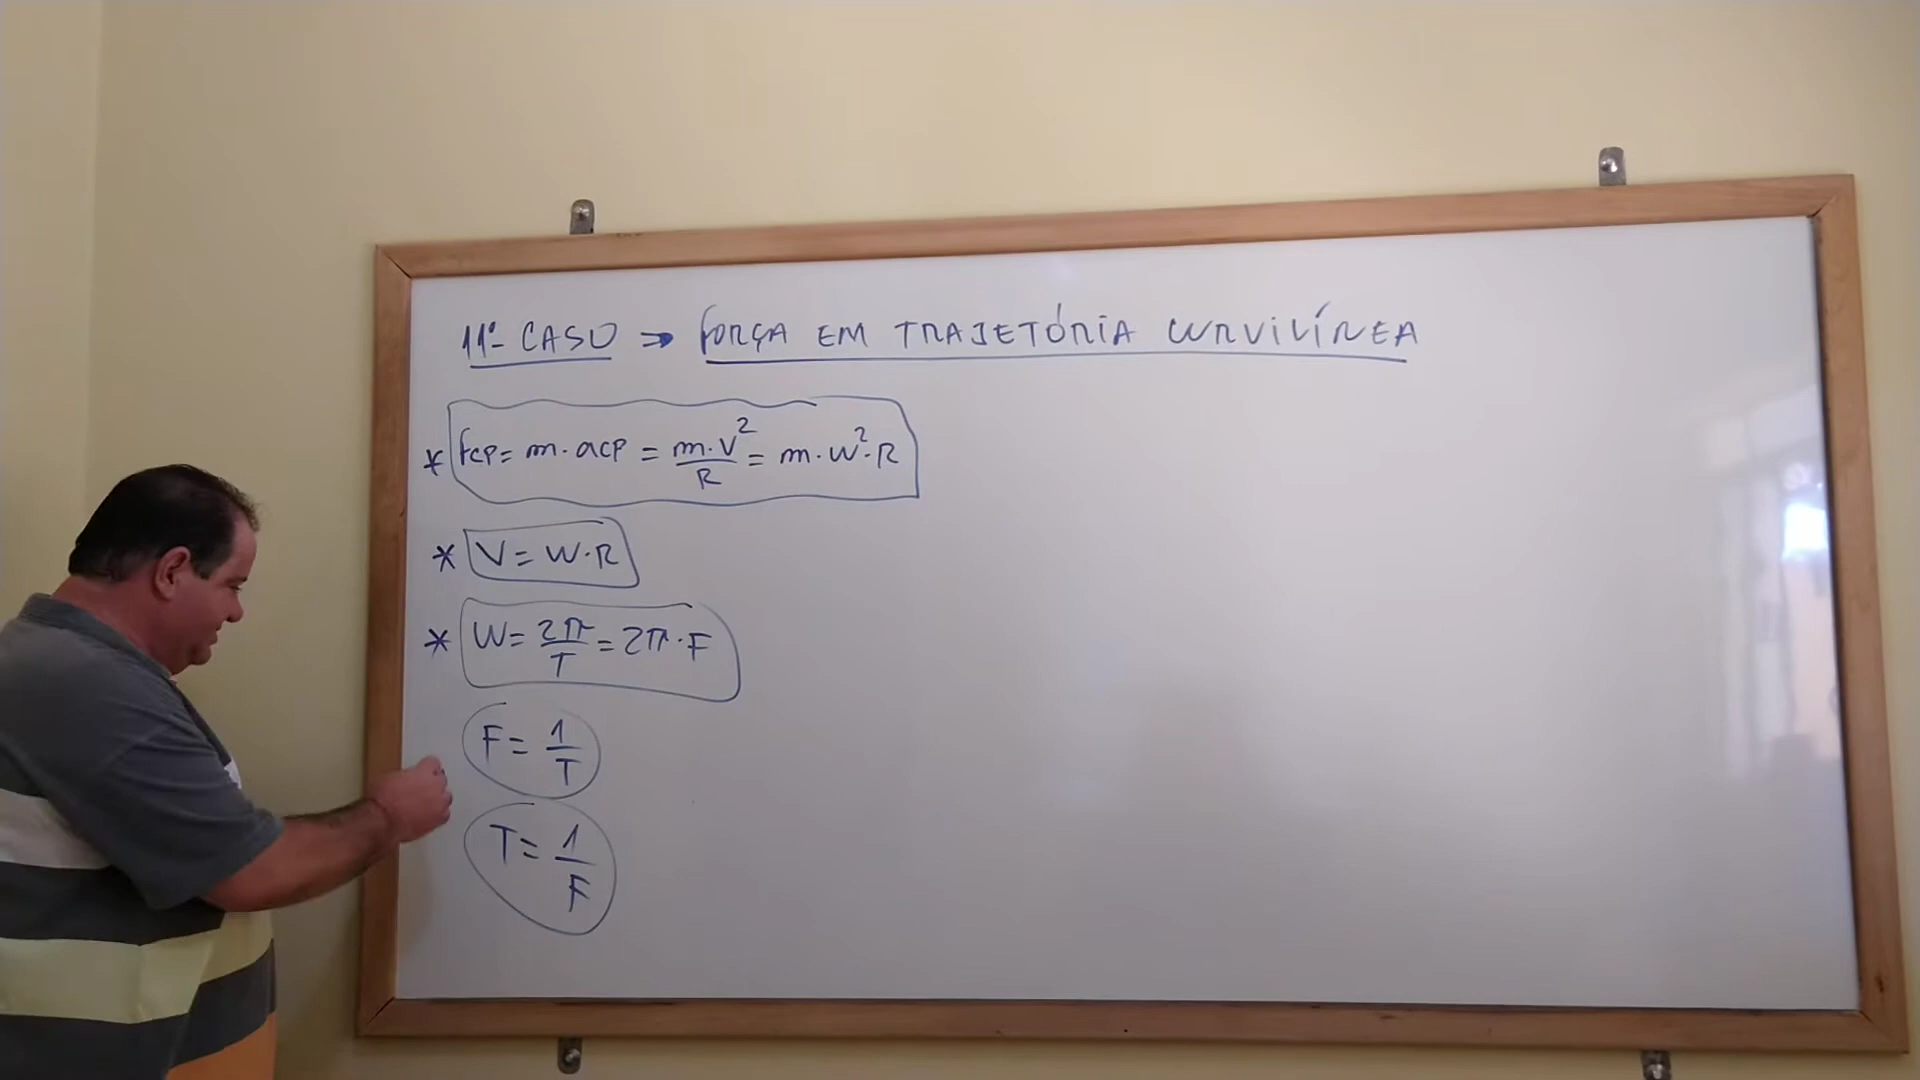 11º CASO ⇒ FORÇA EM TRAJETÓRIA CURVILÍNEA
* Fcp = m · acp = m·V²/R = m · W² · R
* V = W · R
* W = 2π/T = 2π · F
F = 1/T
T = 1/F